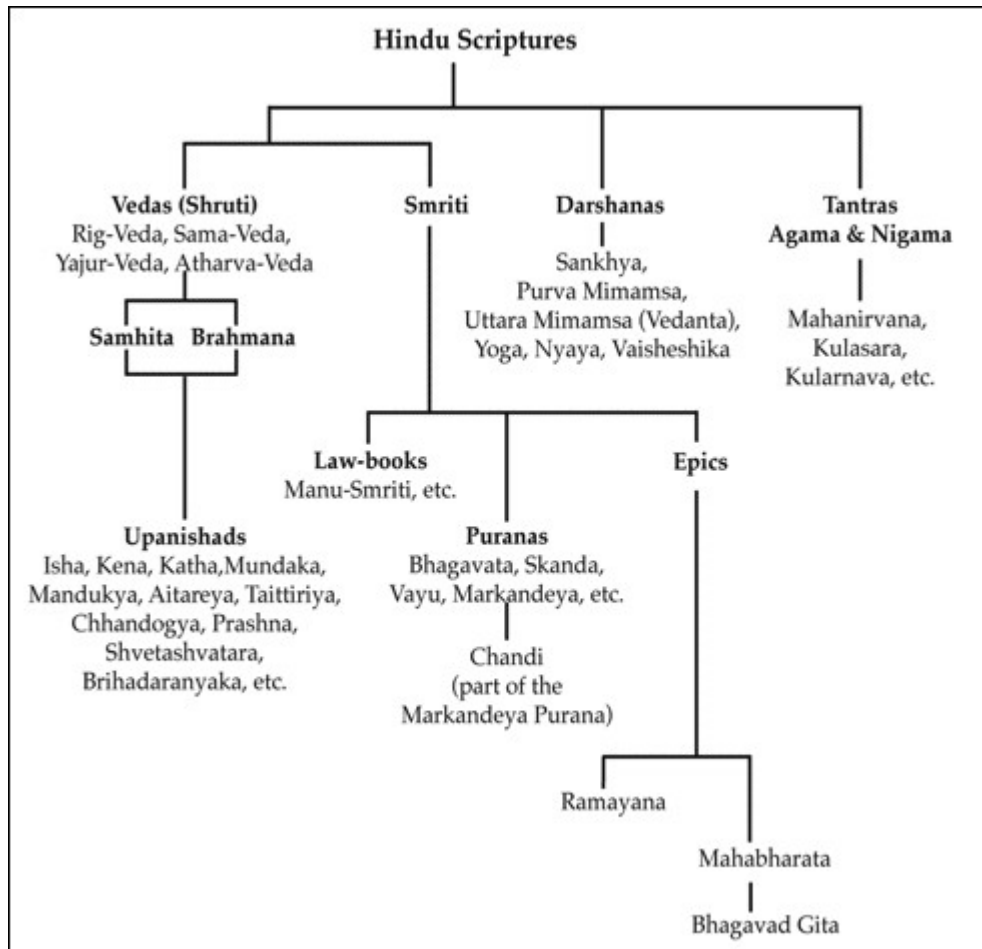 Hindu Scriptures
Vedas (Shruti)
Rig-Veda, Sama-Veda,
Yajur-Veda, Atharva-Veda
Samhita
Brahmana
Upanishads
Isha, Kena, Katha,Mundaka,
Mandukya, Aitareya, Taittiriya,
Chhandogya, Prashna,
Shvetashvatara,
Brihadaranyaka, etc.
Smriti
Law-books
Manu-Smriti, etc.
Puranas
Bhagavata, Skanda,
Vayu, Markandeya, etc.
Chandi
(part of the
Markandeya Purana)
Epics
Ramayana
Mahabharata
Bhagavad Gita
Darshanas
Sankhya,
Purva Mimamsa,
Uttara Mimamsa (Vedanta),
Yoga, Nyaya, Vaisheshika
Tantras
Agama & Nigama
Mahanirvana,
Kulasara,
Kularnava, etc.